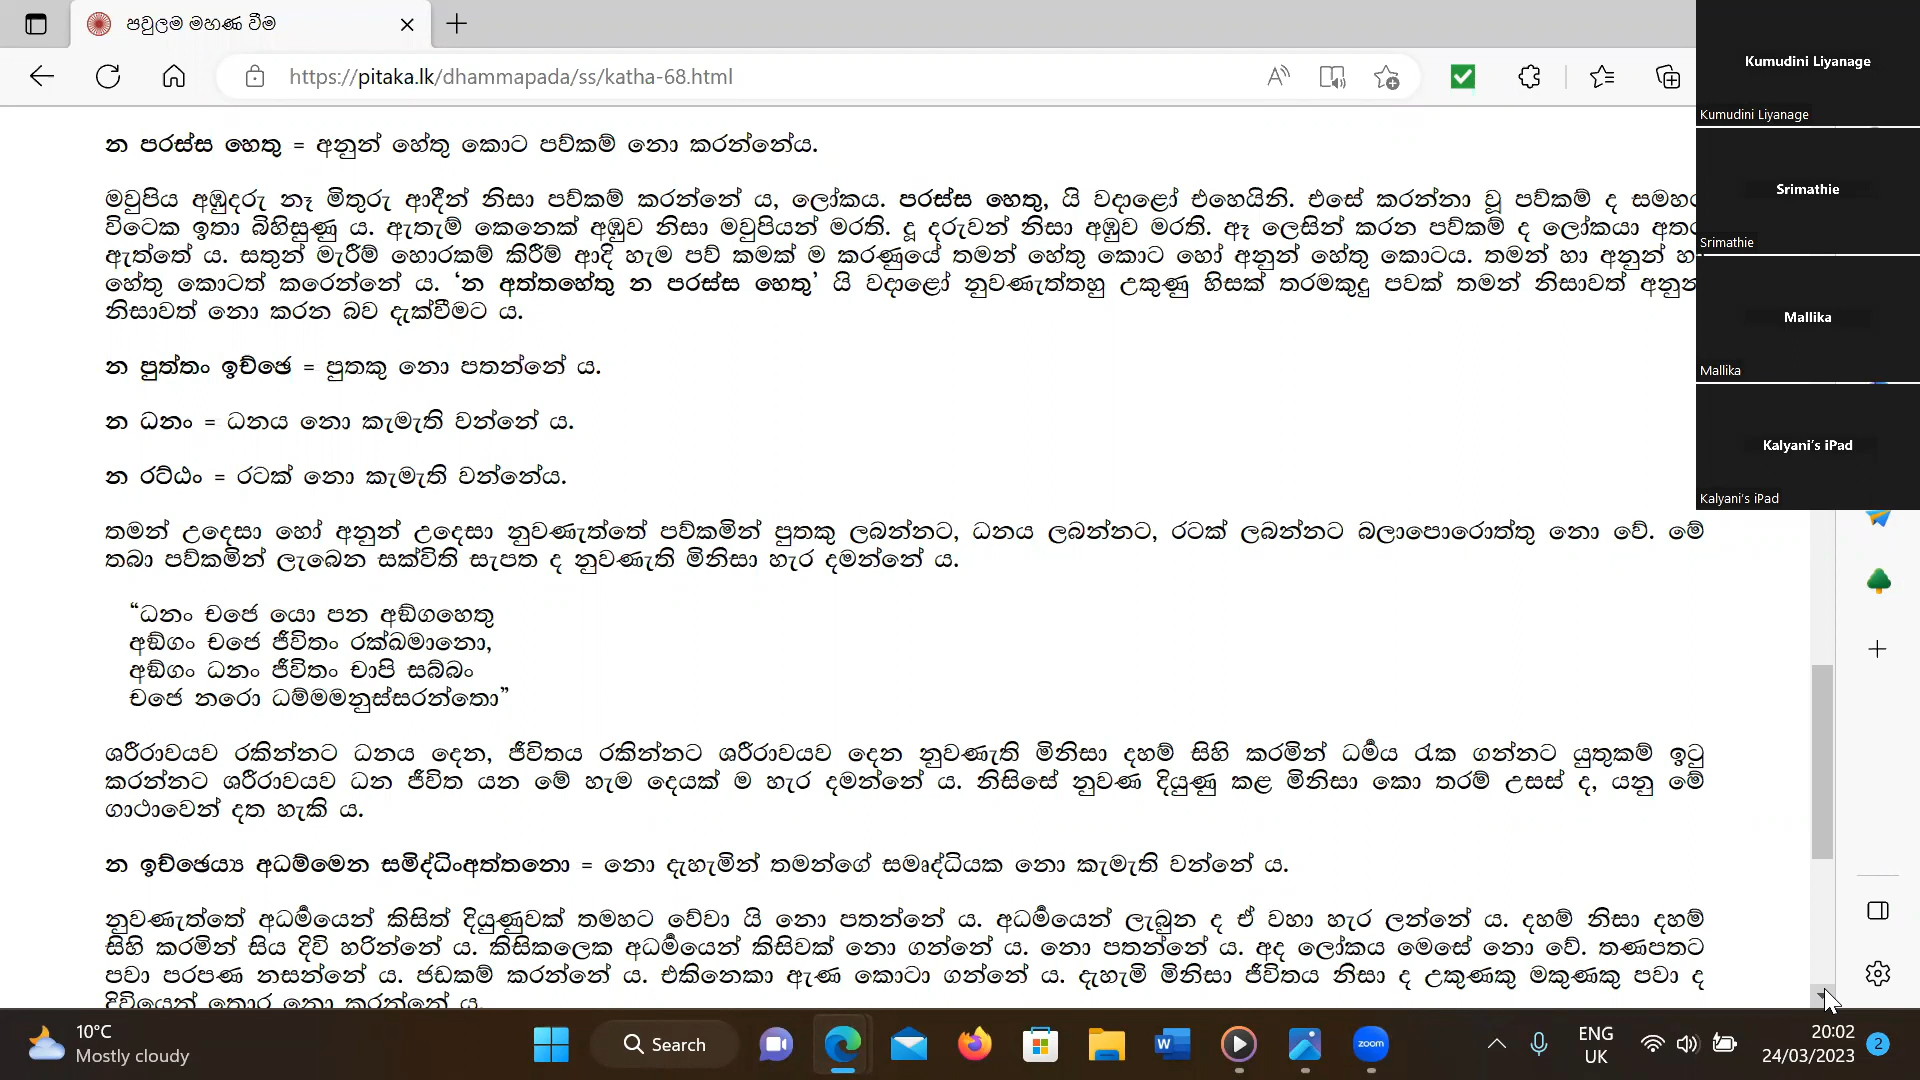 පවුලම මහණ වීම
https://pitaka.lk/dhammapada/ss/katha-68.html
න පරස්ස හෙතු = අනුන් හේතු කොට පව්කම් නො කරන්නේය.
මවුපිය අඹුදරු නෑ මිතුරු ආදීන් නිසා පව්කම් කරන්නේ ය, ලෝකය. පරස්ස හෙතු, යි වදාළෝ එහෙයිනි. එසේ කරන්නා වූ පව්කම් ද සමහර
විටෙක ඉතා බිහිසුණු ය. ඇතැම් කෙනෙක් අඹුව නිසා මවුපියන් මරති. දූ දරුවන් නිසා අඹුව මරති. ඈ ලෙසින් කරන පව්කම් ද ලෝකයා අතර
ඇත්තේ ය. සතුන් මැරීම් හොරකම් කිරීම් ආදි හැම පව් කමක් ම කරණුයේ තමන් හේතු කොට හෝ අනුන් හේතු කොටය. තමන් හා අනුන් හා
හේතු කොටත් කරෙන්නේ ය. ‘න අත්තහේතු න පරස්ස හෙතු’ යි වදාළෝ නුවණැත්තහු උකුණු හිසක් තරමකුදු පවක් තමන් නිසාවත් අනුන්
නිසාවත් නො කරන බව දැක්වීමට ය.
න පුත්තං ඉච්ඡෙ = පුතකු නො පතන්නේ ය.
න ධනං = ධනය නො කැමැති වන්නේ ය.
න රට්ඨං = රටක් නො කැමැති වන්නේය.
තමන් උදෙසා හෝ අනුන් උදෙසා නුවණැත්තේ පව්කමින් පුතකු ලබන්නට, ධනය ලබන්නට, රටක් ලබන්නට බලාපොරොත්තු නො වේ. මේ
තබා පව්කමින් ලැබෙන සක්විති සැපත ද නුවණැති මිනිසා හැර දමන්නේ ය.
“ධනං චජෙ යො පන අඞ්ගහෙතු
අඞ්ගං චජෙ ජීවිතං රක්ඛමානො,
අඞ්ගං ධනං ජීවිතං චාපි සබ්බං
චජෙ නරො ධම්මමනුස්සරන්තො”
ශරීරාවයව රකින්නට ධනය දෙන, ජීවිතය රකින්නට ශරීරාවයව දෙන නුවණැති මිනිසා දහම් සිහි කරමින් ධර්‍මය රැක ගන්නට යුතුකම් ඉටු
කරන්නට ශරීරාවයව ධන ජීවිත යන මේ හැම දෙයක් ම හැර දමන්නේ ය. නිසිසේ නුවණ දියුණු කළ මිනිසා කො තරම් උසස් ද, යනු මේ
ගාථාවෙන් දත හැකි ය.
න ඉච්ඡෙය්‍ය අධම්මෙන සමිද්ධිංඅත්තනො = නො දැහැමින් තමන්ගේ සමෘද්ධියක නො කැමැති වන්නේ ය.
නුවණැත්තේ අධර්‍මයෙන් කිසිත් දියුණුවක් තමහට වේවා යි නො පතන්නේ ය. අධර්‍මයෙන් ලැබුන ද ඒ වහා හැර ලන්නේ ය. දහම් නිසා දහම්
සිහි කරමින් සිය දිවි හරින්නේ ය. කිසිකලෙක අධර්‍මයෙන් කිසිවක් නො ගන්නේ ය. නො පතන්නේ ය. අද ලෝකය මෙසේ නො වේ. තණපතට
පවා පරපණ නසන්නේ ය. ජඩකම් කරන්නේ ය. එකිනෙකා ඇණ කොටා ගන්නේ ය. දැහැමි මිනිසා ජීවිතය නිසා ද උකුණකු මකුණකු පවා ද
දිවියෙන් තොර නො කරන්නේ ය.
Kumudini Liyanage
Kumudini Liyanage
Srimathie
Srimathie
Mallika
Mallika
Kalyani's iPad
Kalyani's iPad
10°C
Mostly cloudy
Search
W
zoom
ENG
UK
20:02
24/03/2023
2